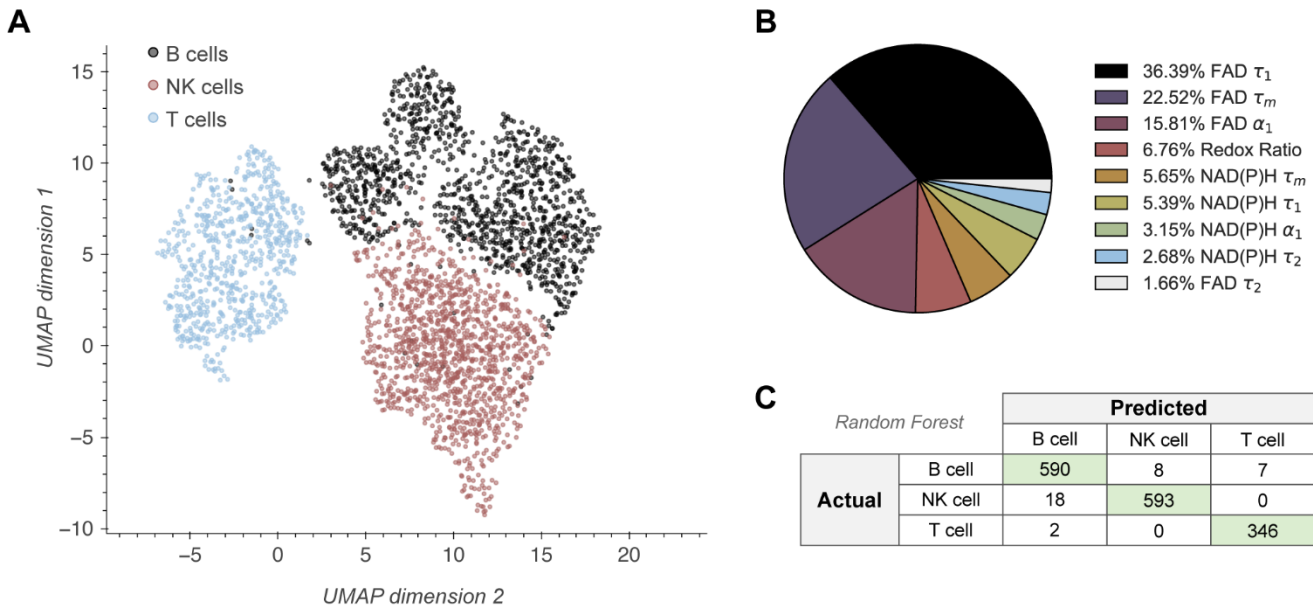 A
B cells
NK cells
T cells
15
10
5
0
−5
−10
UMAP dimension 1
−5
0
5
10
15
20
UMAP dimension 2
B
36.39% FAD τ1
22.52% FAD τm
15.81% FAD α1
6.76% Redox Ratio
5.65% NAD(P)H τm
5.39% NAD(P)H τ1
3.15% NAD(P)H α1
2.68% NAD(P)H τ2
1.66% FAD τ2
C
Random Forest
Predicted
B cell NK cell T cell
Actual
B cell 590 8 7
NK cell 18 593 0
T cell 2 0 346